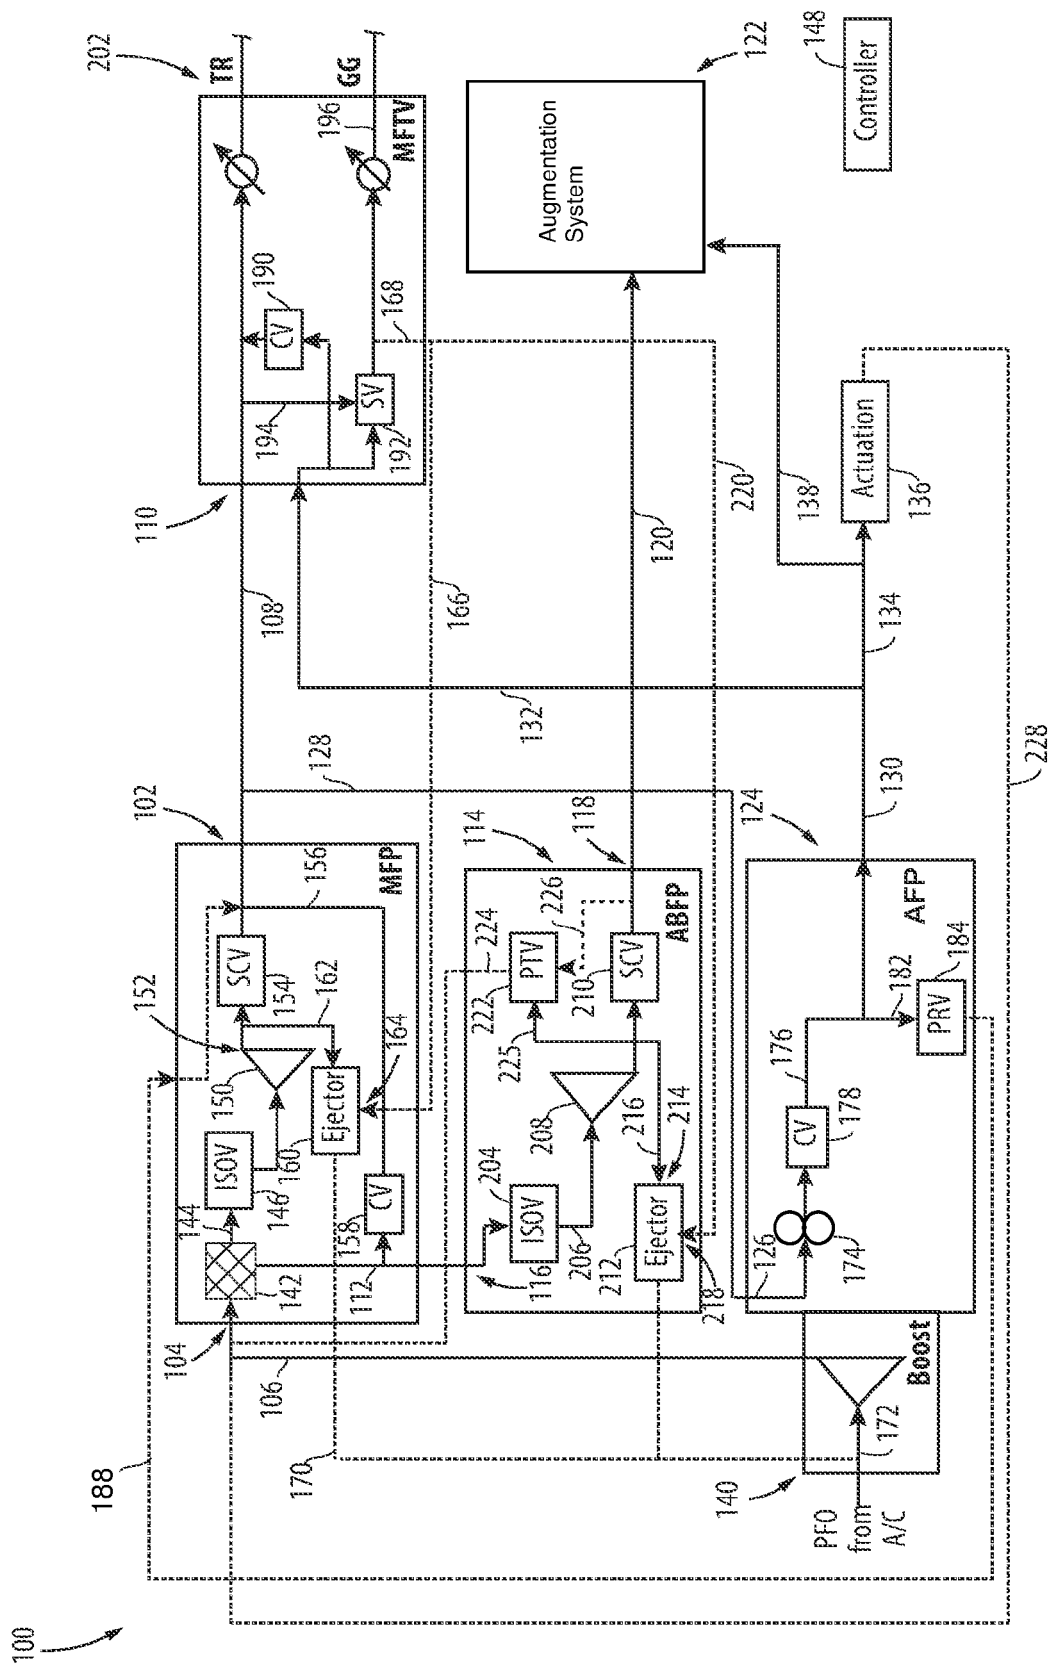 100
188
104
106
170
MFP
102
142
144
ISOV
146
150
152
SCV
154
156
Ejector
160
162
164
CV
158
112
128
108
110
MFTV
TR
202
GG
CV
190
SV
192
194
196
168
166
132
ABFP
114
116
ISOV
204
206
208
SCV
210
Ejector
212
214
216
218
PTV
222
224
225
226
118
120
220
Augmentation
System
122
Controller
148
AFP
124
126
174
CV
178
176
182
PRV
184
130
134
138
Actuation
136
228
Boost
140
172
PFO
from
A/C